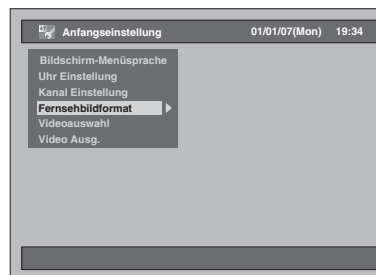 Anfangseinstellung 01/01/07(Mon) 19:34
Bildschirm-Menüsprache
Uhr Einstellung
Kanal Einstellung
Fernsehbildformat
Videoauswahl
Video Ausg.